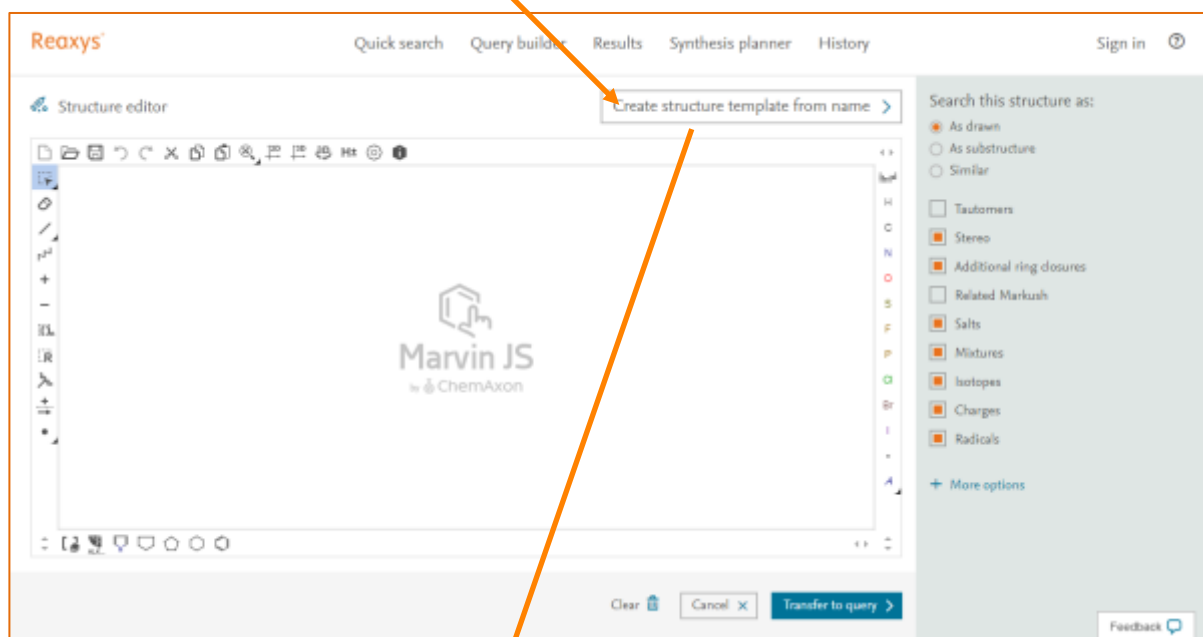 Reaxys
Quick search Query builder Results Synthesis planner History Sign in
Structure editor
Create structure template from name
Search this structure as:
As drawn
As substructure
Similar
Tautomers
Stereo
Additional ring closures
Related Markush
Salts
Mixtures
Isotopes
Charges
Radicals
+ More options
H±
H
C
N
O
S
F
P
Cl
Br
I
*
A
R
Marvin JS
by ChemAxon
Clear Cancel Transfer to query
Feedback